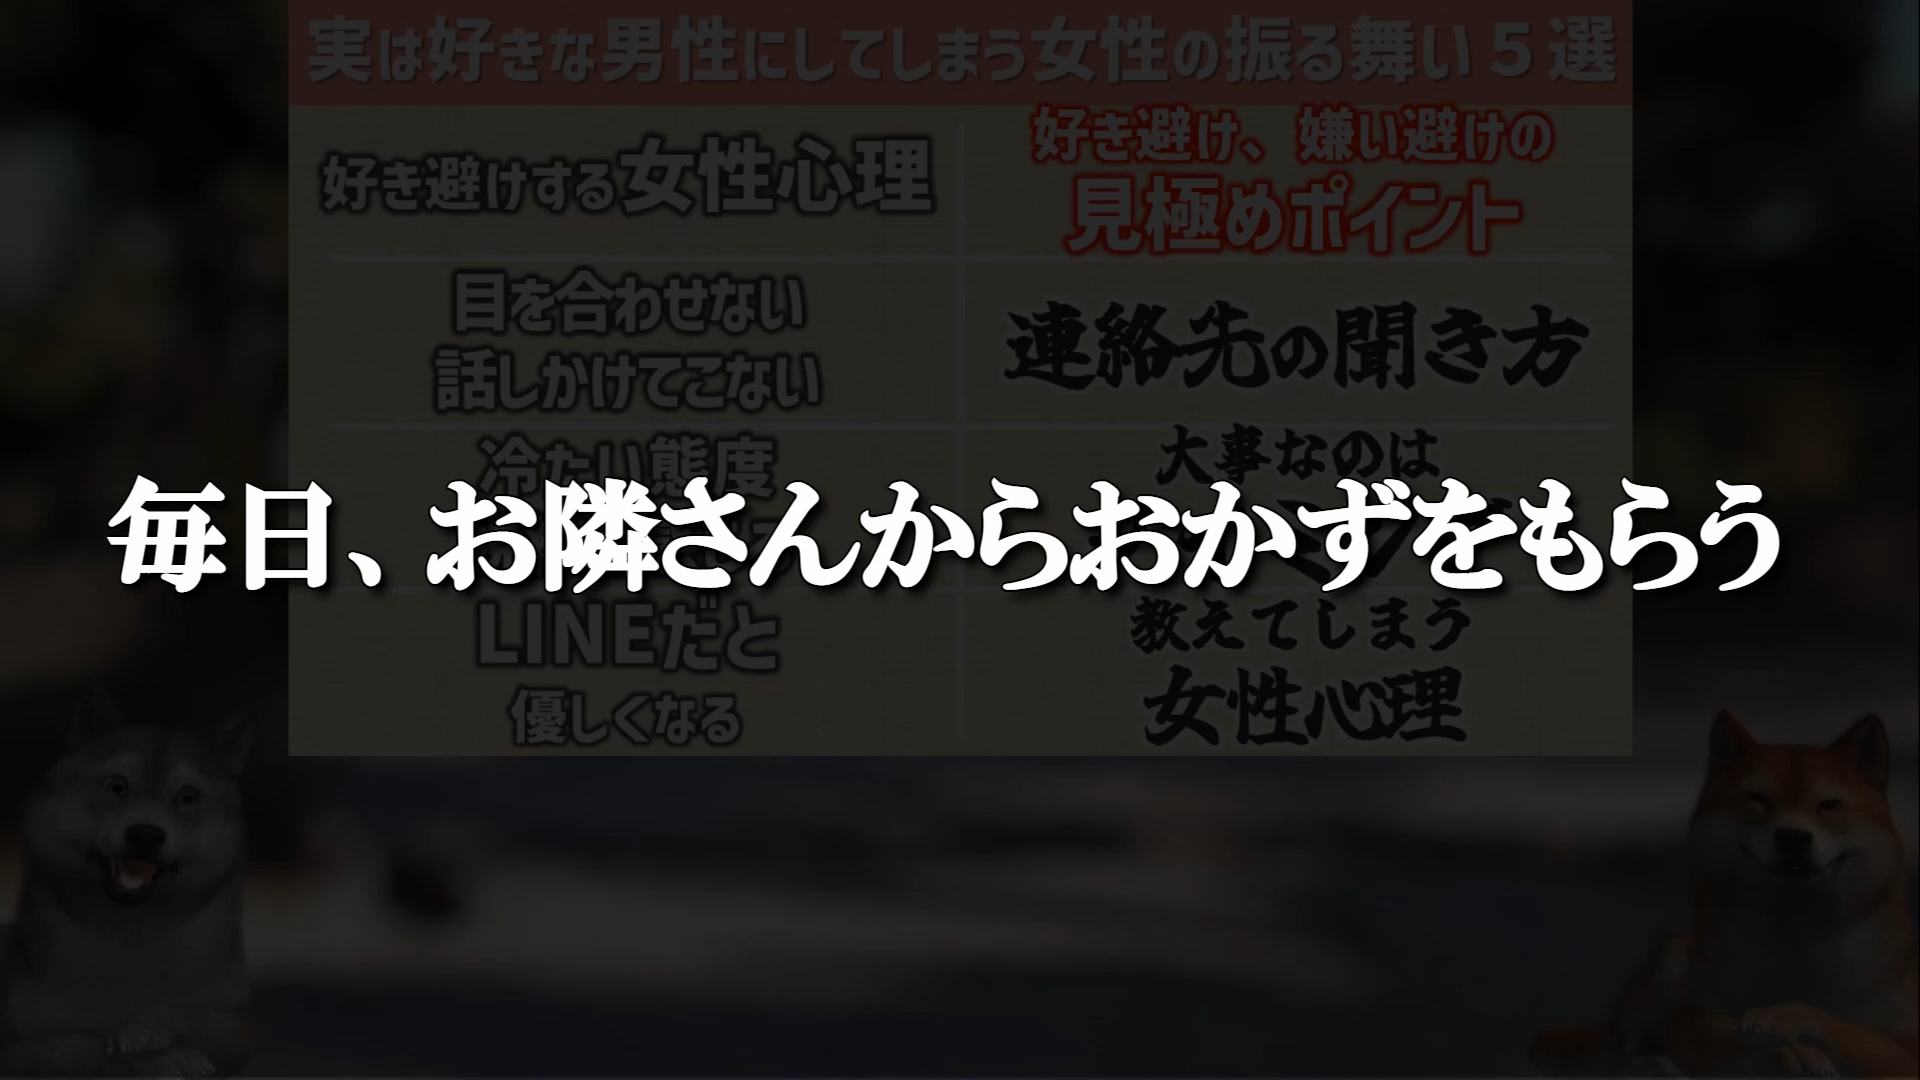 実は好きな男性にしてしまう女性の振る舞い５選
好き避けする女性心理
好き避け、嫌い避けの
見極めポイント
目を合わせない
話しかけてこない
連絡先の聞き方
冷たい態度
大事なのは
毎日、お隣さんからおかずをもらう
LINEだと
優しくなる
教えてしまう
女性心理